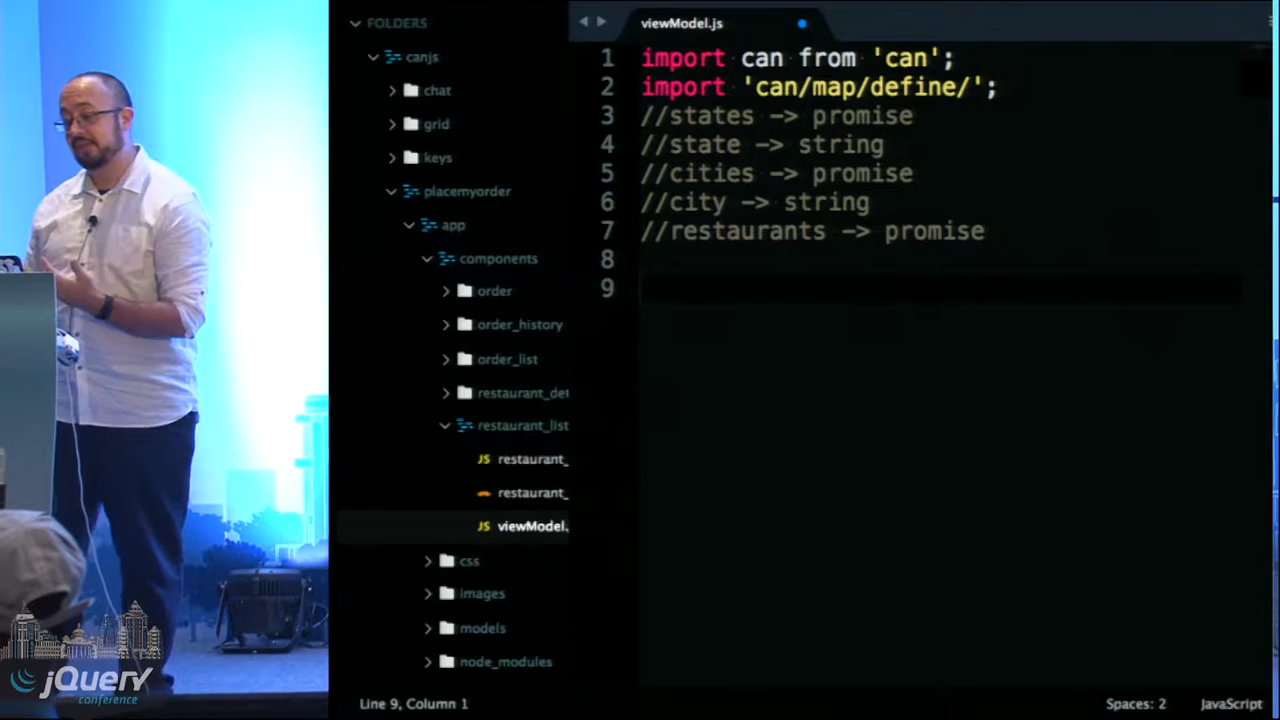 FOLDERS
canjs
chat
grid
keys
placemyorder
app
components
order
order_history
order_list
restaurant_det
restaurant_list
JS restaurant_
restaurant_
JS viewModel.
css
images
models
node_modules
viewModel.js
1 import can from 'can';
2 import 'can/map/define/';
3 //states -> promise
4 //state -> string
5 //cities -> promise
6 //city -> string
7 //restaurants -> promise
8
9
Line 9, Column 1
Spaces: 2
JavaScript
jQuery
conference